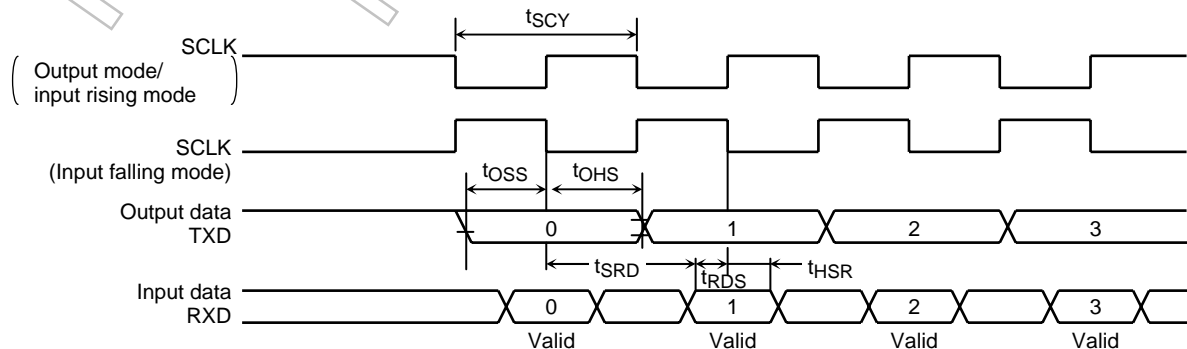 tSCY
SCLK
( Output mode/
input rising mode )
SCLK
(Input falling mode)
tOSS
tOHS
Output data
TXD
0
1
2
3
tSRD
tRDS
tHSR
Input data
RXD
0
1
2
3
Valid
Valid
Valid
Valid